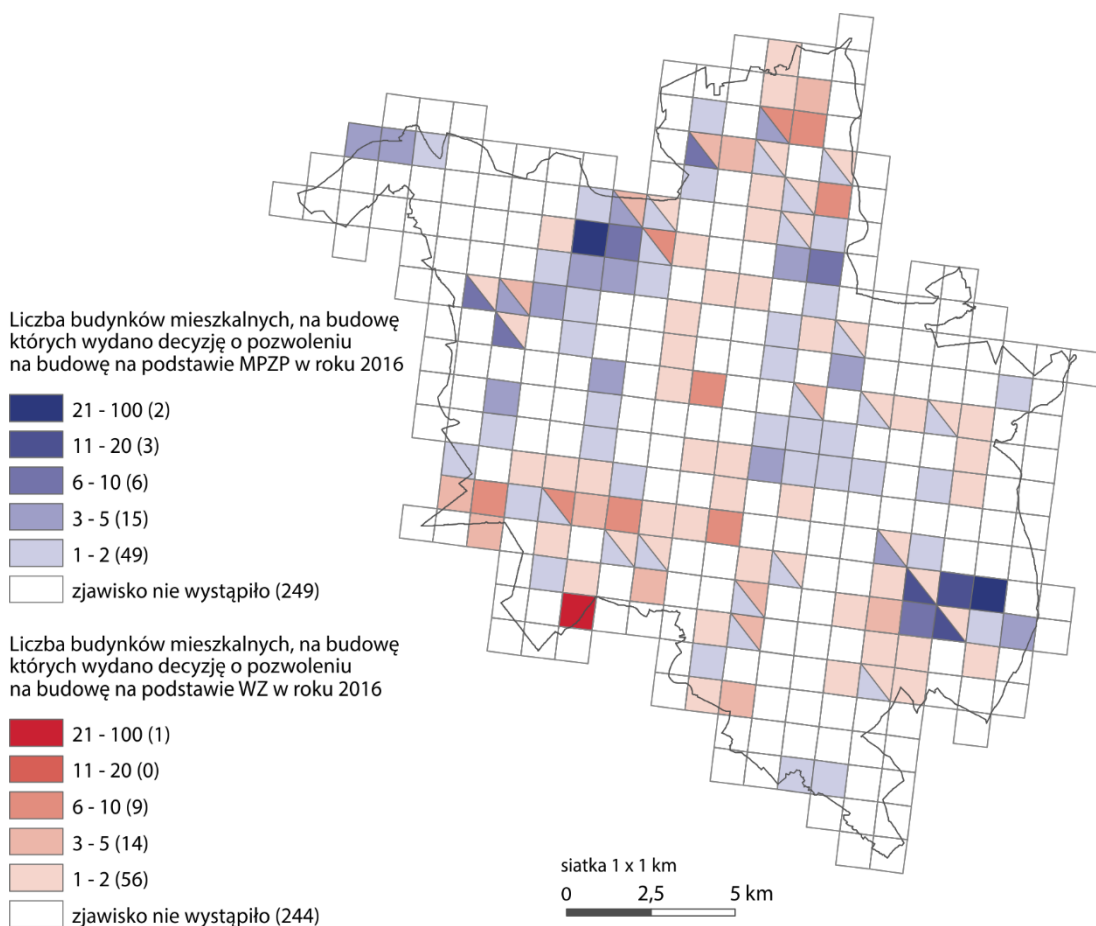 Liczba budynków mieszkalnych, na budowę
których wydano decyzję o pozwoleniu
na budowę na podstawie MPZP w roku 2016
21 - 100 (2)
11 - 20 (3)
6 - 10 (6)
3 - 5 (15)
1 - 2 (49)
zjawisko nie wystąpiło (249)
Liczba budynków mieszkalnych, na budowę
których wydano decyzję o pozwoleniu
na budowę na podstawie WZ w roku 2016
21 - 100 (1)
11 - 20 (0)
6 - 10 (9)
3 - 5 (14)
1 - 2 (56)
zjawisko nie wystąpiło (244)
siatka 1 x 1 km
0 2,5 5 km